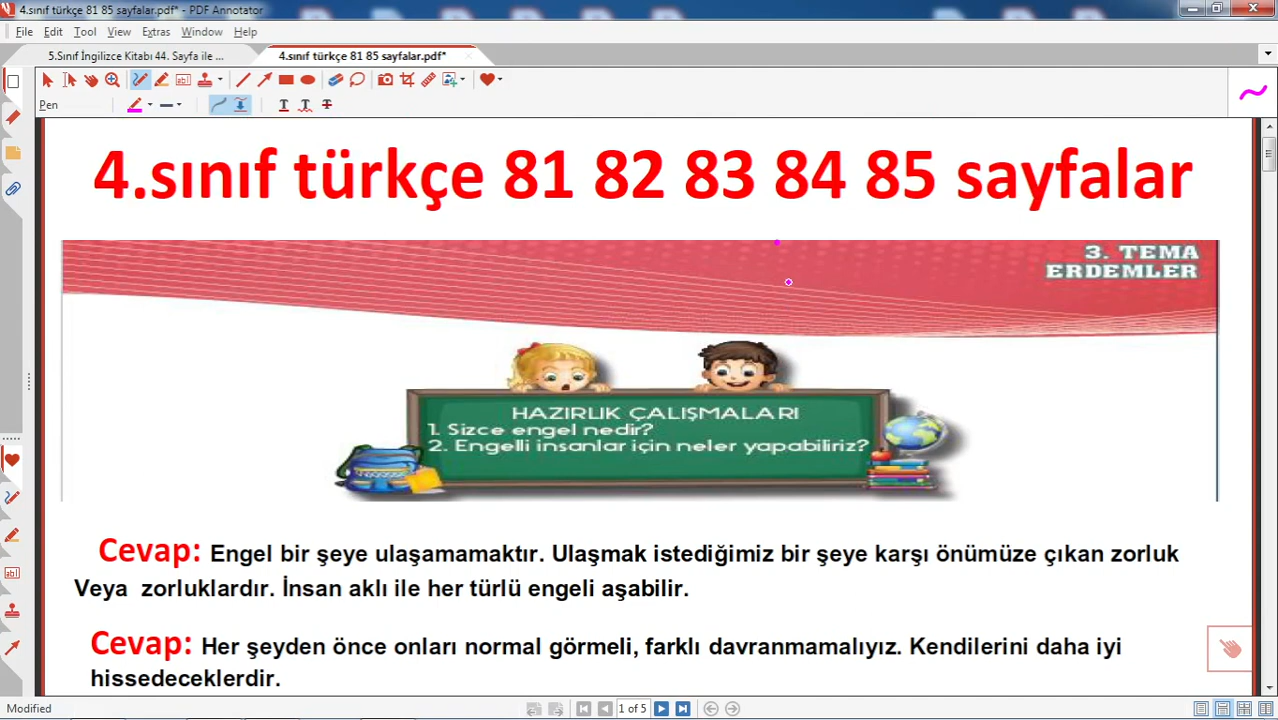 4.sınıf türkçe 81 85 sayfalar.pdf* - PDF Annotator
File Edit Tool View Extras Window Help
5.Sınıf İngilizce Kitabı 44. Sayfa ile ... 4.sınıf türkçe 81 85 sayfalar.pdf*
Pen
4.sınıf türkçe 81 82 83 84 85 sayfalar
3. TEMA
ERDEMLER
HAZIRLIK ÇALIŞMALARI
1. Sizce engel nedir?
2. Engelli insanlar için neler yapabiliriz?
Cevap: Engel bir şeye ulaşamamaktır. Ulaşmak istediğimiz bir şeye karşı önümüze çıkan zorluk
Veya zorluklardır. İnsan aklı ile her türlü engeli aşabilir.
Cevap: Her şeyden önce onları normal görmeli, farklı davranmamalıyız. Kendilerini daha iyi
hissedeceklerdir.
Modified 1 of 5